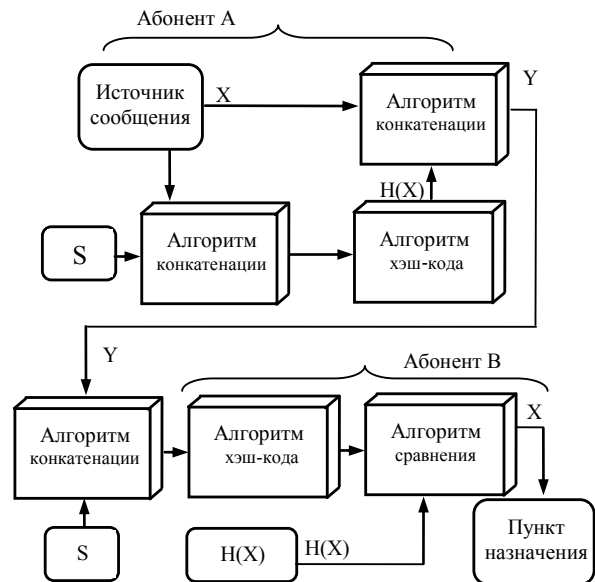 Абонент А
Источник
сообщения
X
Алгоритм
конкатенации
Y
H(X)
S
Алгоритм
конкатенации
Алгоритм
хэш-кода
Y
Абонент В
Алгоритм
конкатенации
Алгоритм
хэш-кода
Алгоритм
сравнения
X
S
H(X)
H(X)
Пункт
назначения